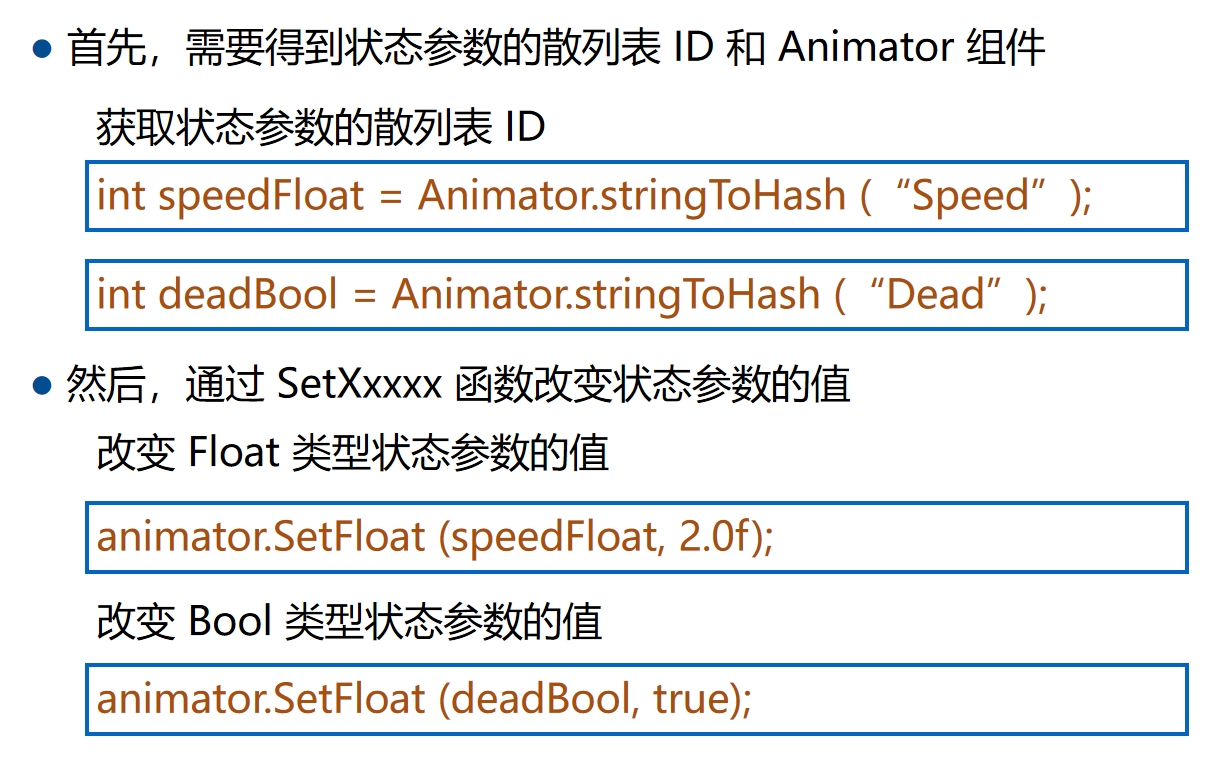 首先，需要得到状态参数的散列表 ID 和 Animator 组件
获取状态参数的散列表 ID
int speedFloat = Animator.stringToHash (“Speed”);
int deadBool = Animator.stringToHash (“Dead”);
然后，通过 SetXxxxx 函数改变状态参数的值
改变 Float 类型状态参数的值
animator.SetFloat (speedFloat, 2.0f);
改变 Bool 类型状态参数的值
animator.SetFloat (deadBool, true);